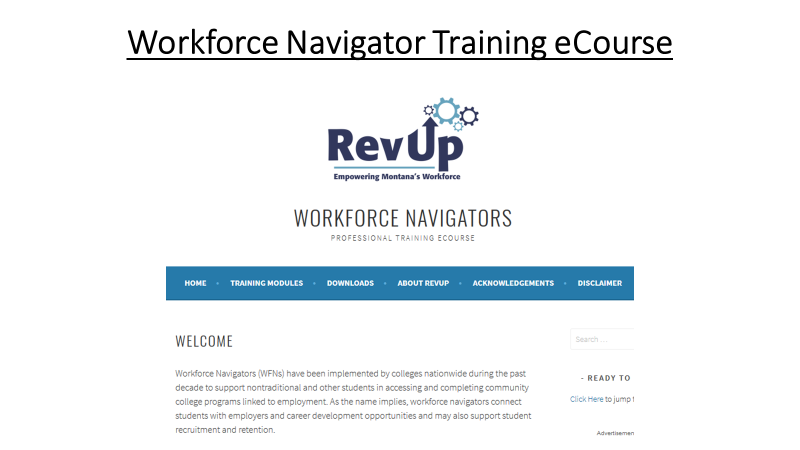 Workforce Navigator Training eCourse
RevUp
Empowering Montana's Workforce
WORKFORCE NAVIGATORS
PROFESSIONAL TRAINING ECOURSE
HOME • TRAINING MODULES • DOWNLOADS • ABOUT REVUP • ACKNOWLEDGEMENTS • DISCLAIMER
WELCOME
Workforce Navigators (WFNs) have been implemented by colleges nationwide during the past
decade to support nontraditional and other students in accessing and completing community
college programs linked to employment. As the name implies, workforce navigators connect
students with employers and career development opportunities and may also support student
recruitment and retention.
Search …
- READY TO
Click Here to jump t
Advertisemen